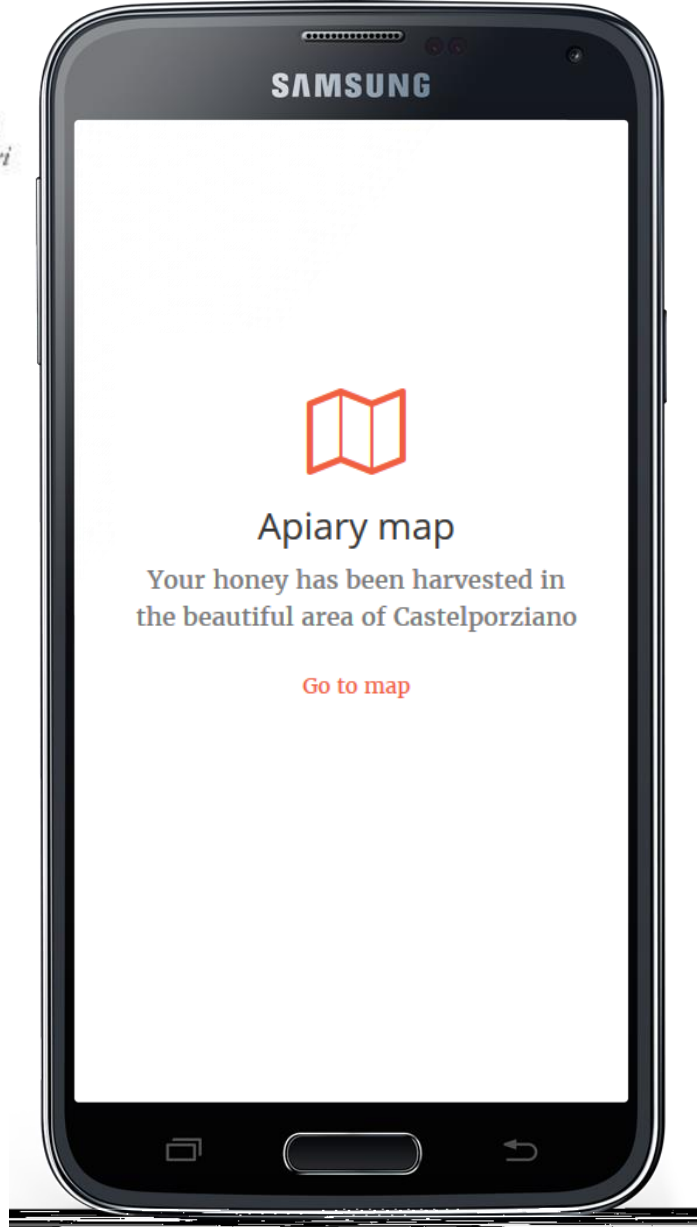 SAMSUNG
Apiary map
Your honey has been harvested in
the beautiful area of Castelporziano
Go to map